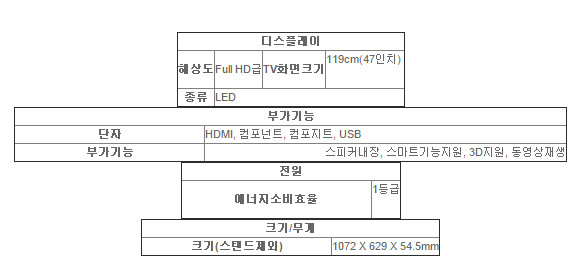 디스플레이
해상도 Full HD급 TV화면크기 119cm(47인치)
종류 LED
부가기능
단자 HDMI, 컴포넌트, 컴포지트, USB
부가기능 스피커내장, 스마트기능지원, 3D지원, 동영상재생
전원
에너지소비효율 1등급
크기/무게
크기(스탠드제외) 1072 X 629 X 54.5mm